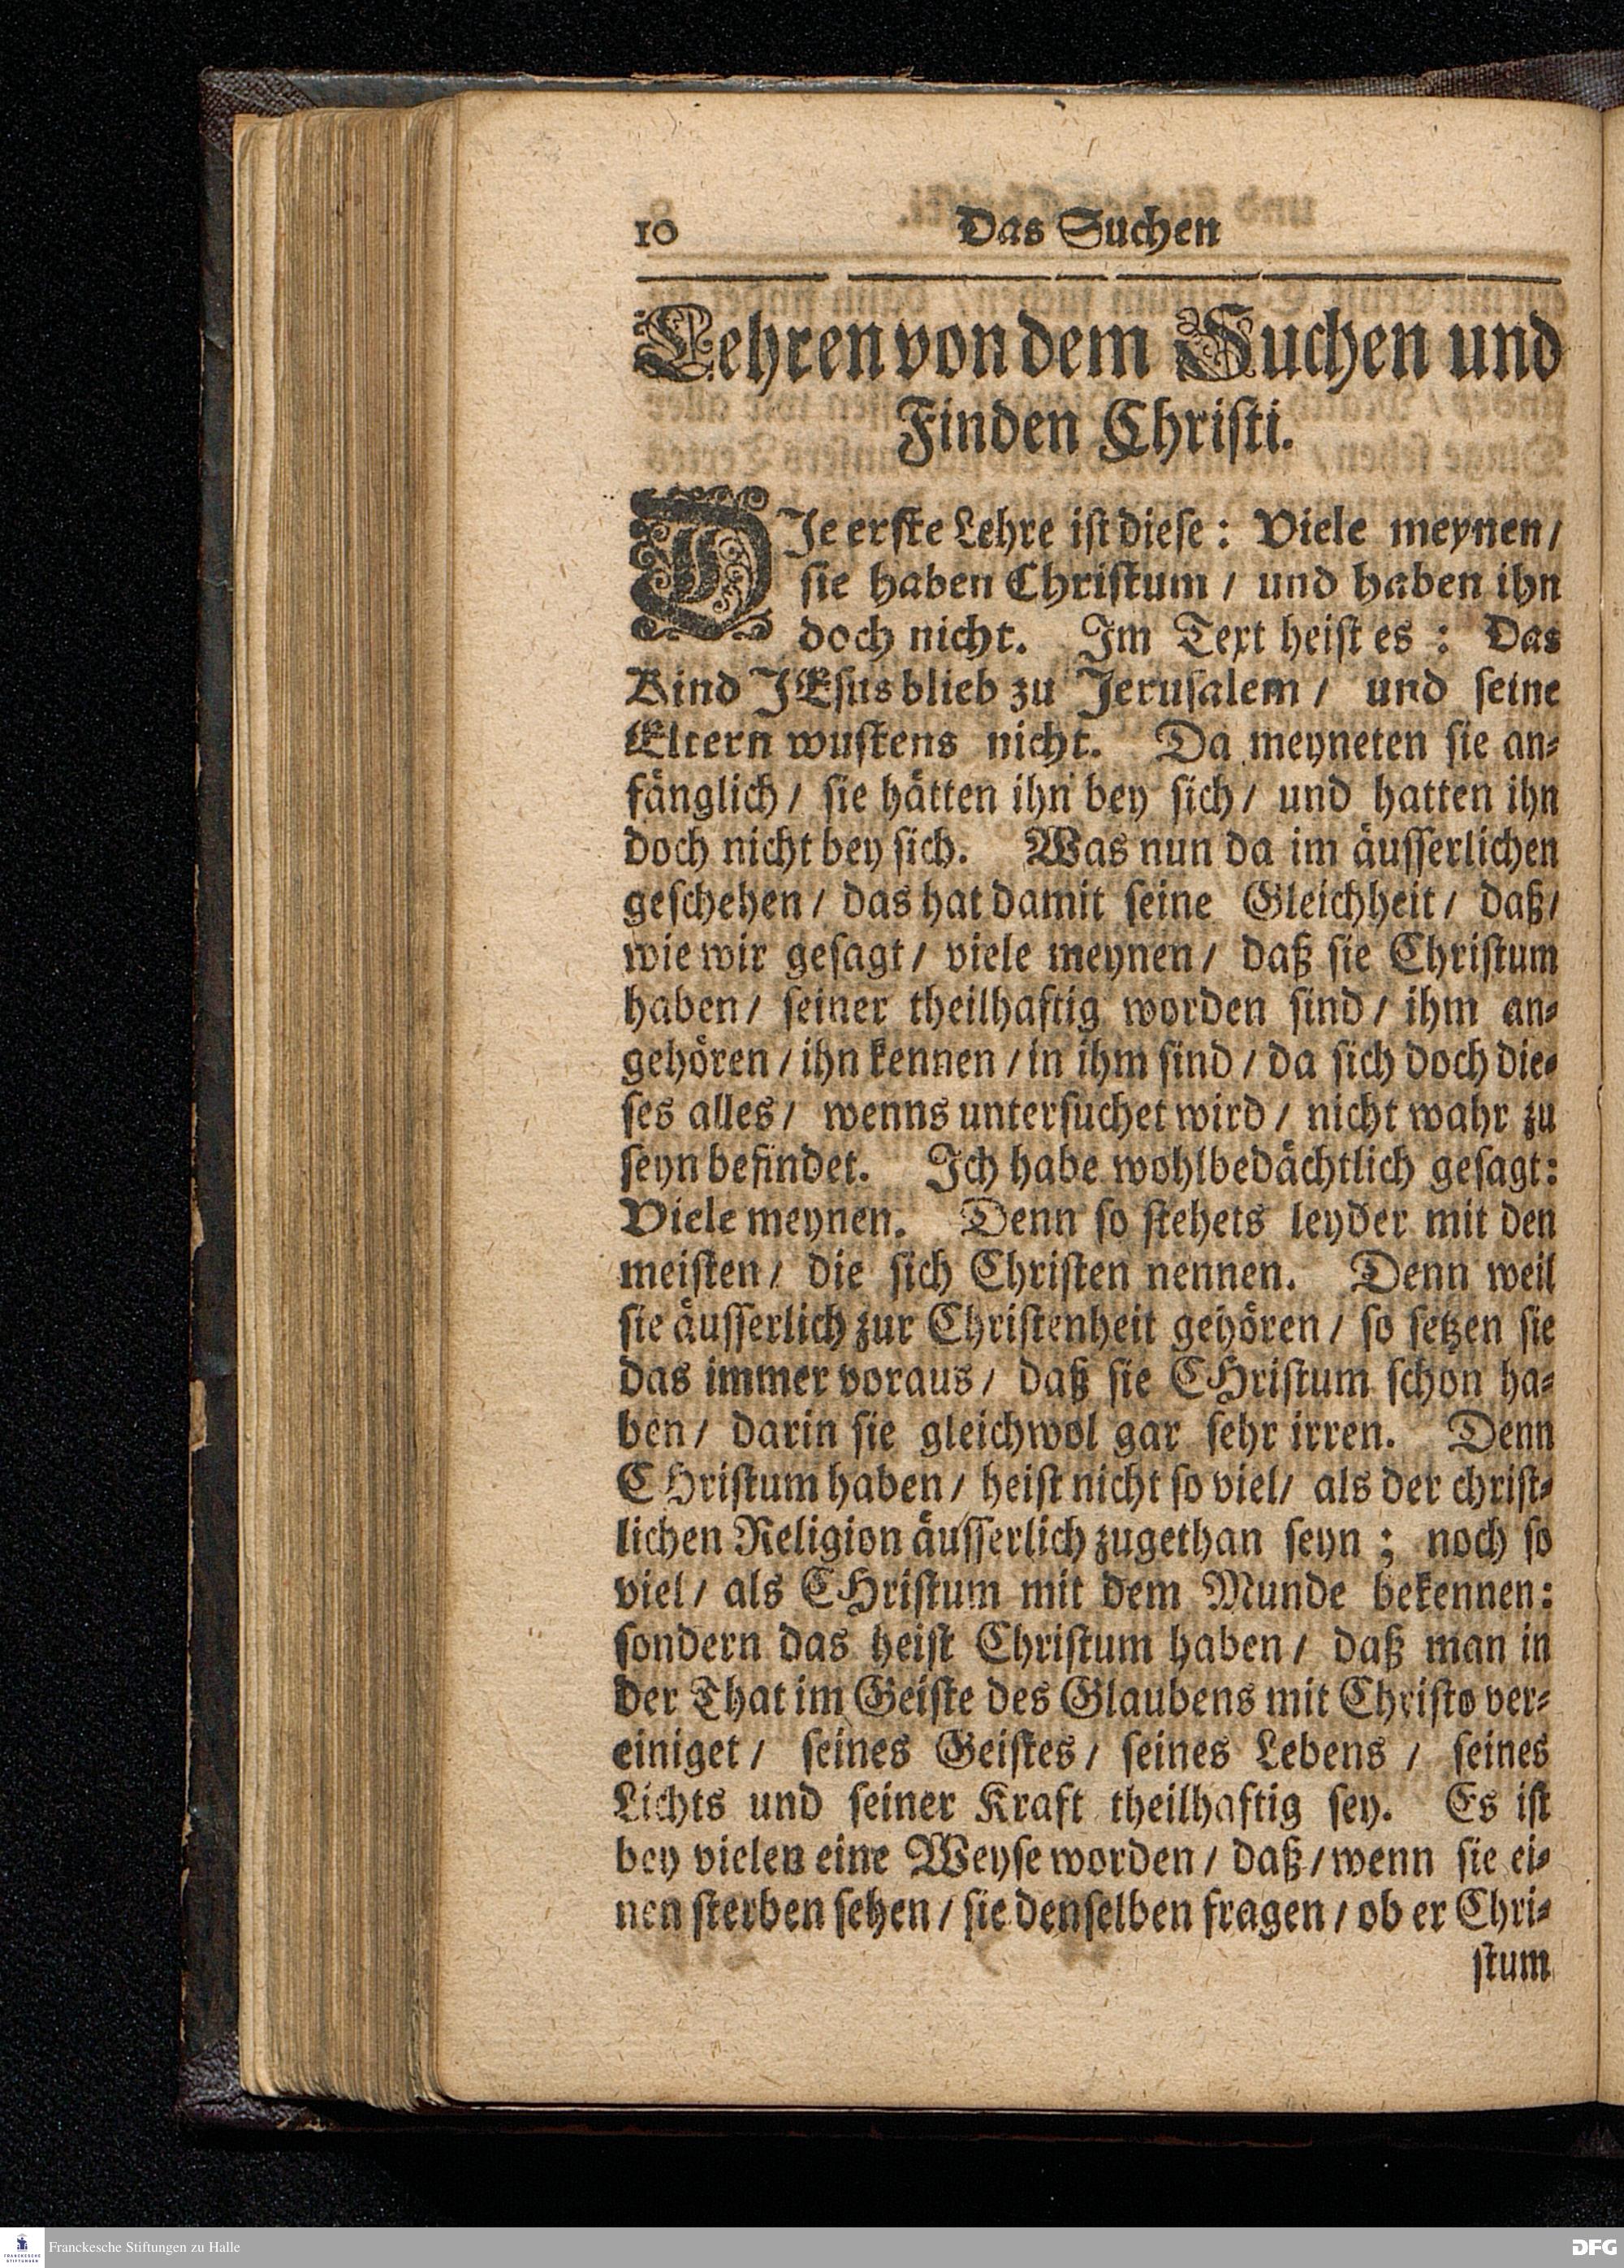 10 Das Suchen
Lehren von dem Suchen und
Finden Christi.
DJe erste Lehre ist diese: Viele meynen/
sie haben Christum / und haben ihn
doch nicht. Jm Text heist es: Das
Kind JEsus blieb zu Jerusalem / und seine
Eltern wustens nicht. Da meyneten sie an-
fänglich/ sie hätten ihn bey sich/ und hatten ihn
doch nicht bey sich. Was nun da im äusserlichen
geschehen/ das hat damit seine Gleichheit/ daß/
wie wir gesagt/ viele meynen/ daß sie Christum
haben/ seiner theilhaftig worden sind/ ihm an-
gehören/ ihn kennen/ in ihm sind/ da sich doch die-
ses alles/ wenns untersuchet wird/ nicht wahr zu
seyn befindet. Jch habe wohlbedächtlich gesagt:
Viele meynen. Denn so stehets leyder mit den
meisten/ die sich Christen nennen. Denn weil
sie äusserlich zur Christenheit gehören/ so setzen sie
das immer voraus/ daß sie CHristum schon ha-
ben/ darin sie gleichwol gar sehr irren. Denn
CHristum haben/ heist nicht so viel/ als der christ-
lichen Religion äusserlich zugethan seyn; noch so
viel/ als CHristum mit dem Munde bekennen:
sondern das heist Christum haben/ daß man in
der That im Geiste des Glaubens mit Christo ver-
einiget/ seines Geistes/ seines Lebens / seines
Lichts und seiner Kraft theilhaftig sey. Es ist
bey vielen eine Weyse worden/ daß/ wenn sie ei-
nen sterben sehen/ sie denselben fragen/ ob er Chri-
stum
FRANCKESCHE
STIFTUNGEN
Franckesche Stiftungen zu Halle
DFG